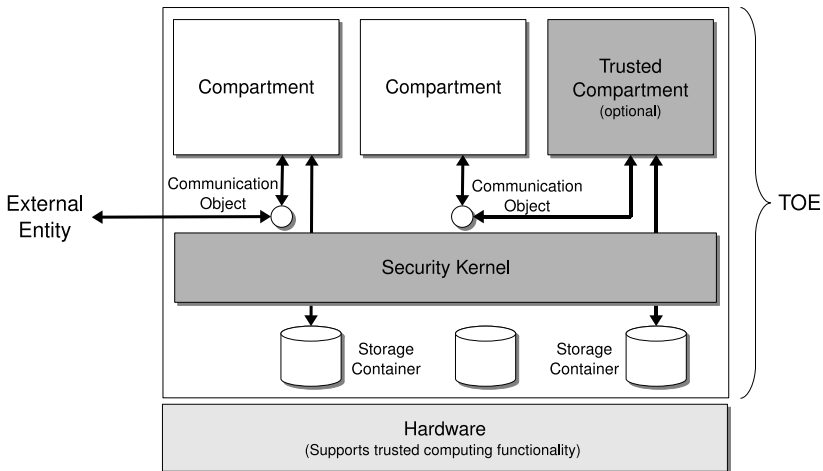 Compartment
Compartment
Trusted
Compartment
(optional)
Communication
Object
Communication
Object
External
Entity
TOE
Security Kernel
Storage
Container
Storage
Container
Hardware
(Supports trusted computing functionality)